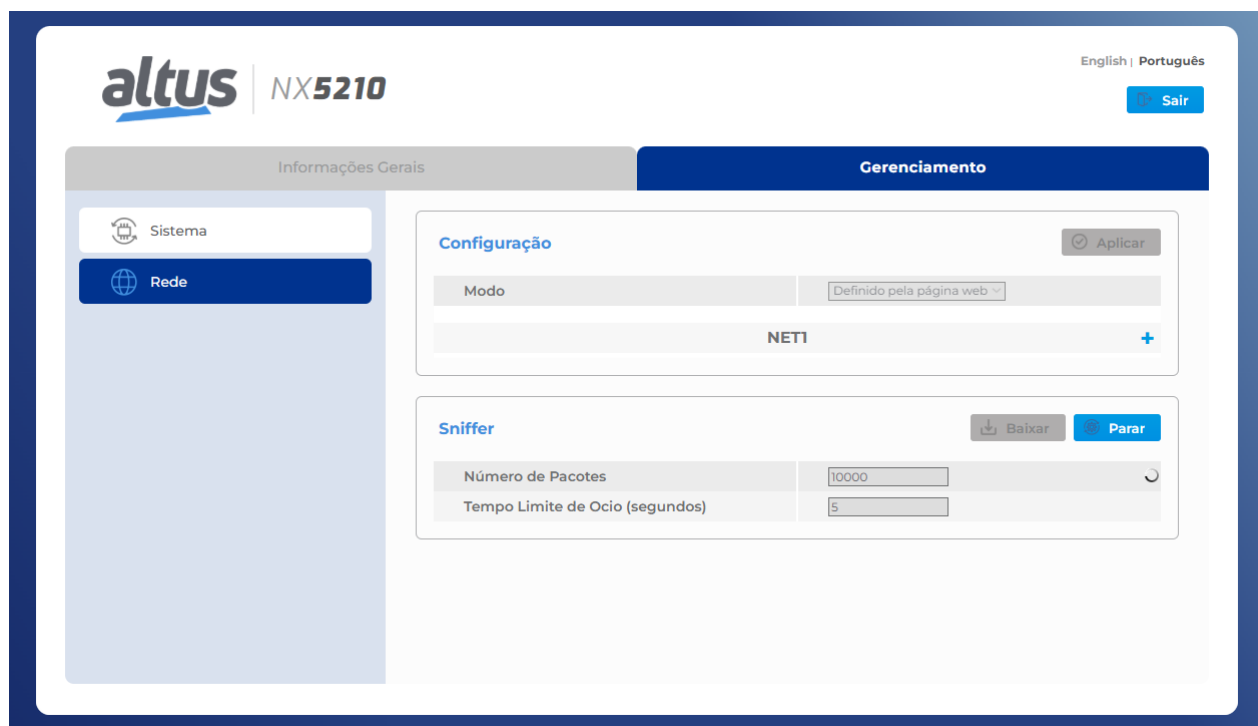 English | Português
altus NX5210
Sair
Informações Gerais
Gerenciamento
Sistema
Rede
Configuração
Aplicar
Modo
Definido pela página web
NET1
+
Sniffer
Baixar
Parar
Número de Pacotes
10000
Tempo Limite de Ocio (segundos)
5